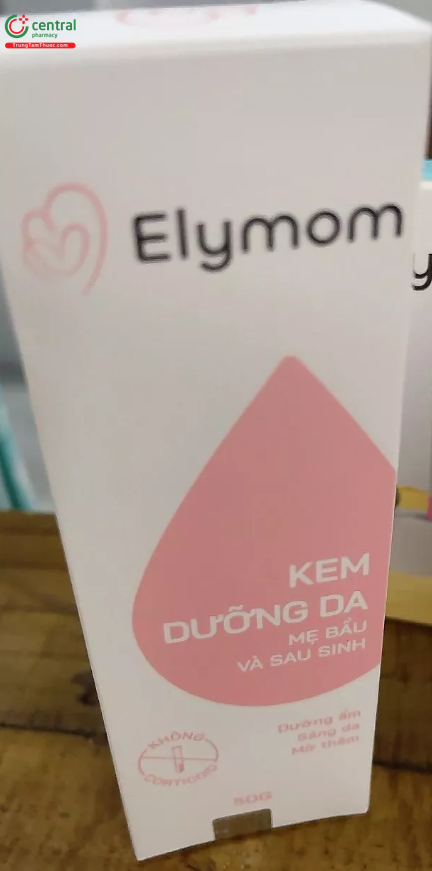 central
pharmacy
TrungTamThuoc.com
Elymom
y
KEM
DƯỠNG DA
MẸ BẦU
VÀ SAU SINH
Dưỡng ẩm
Sáng da
Mờ thâm
KHÔNG
CORTICOID
50G